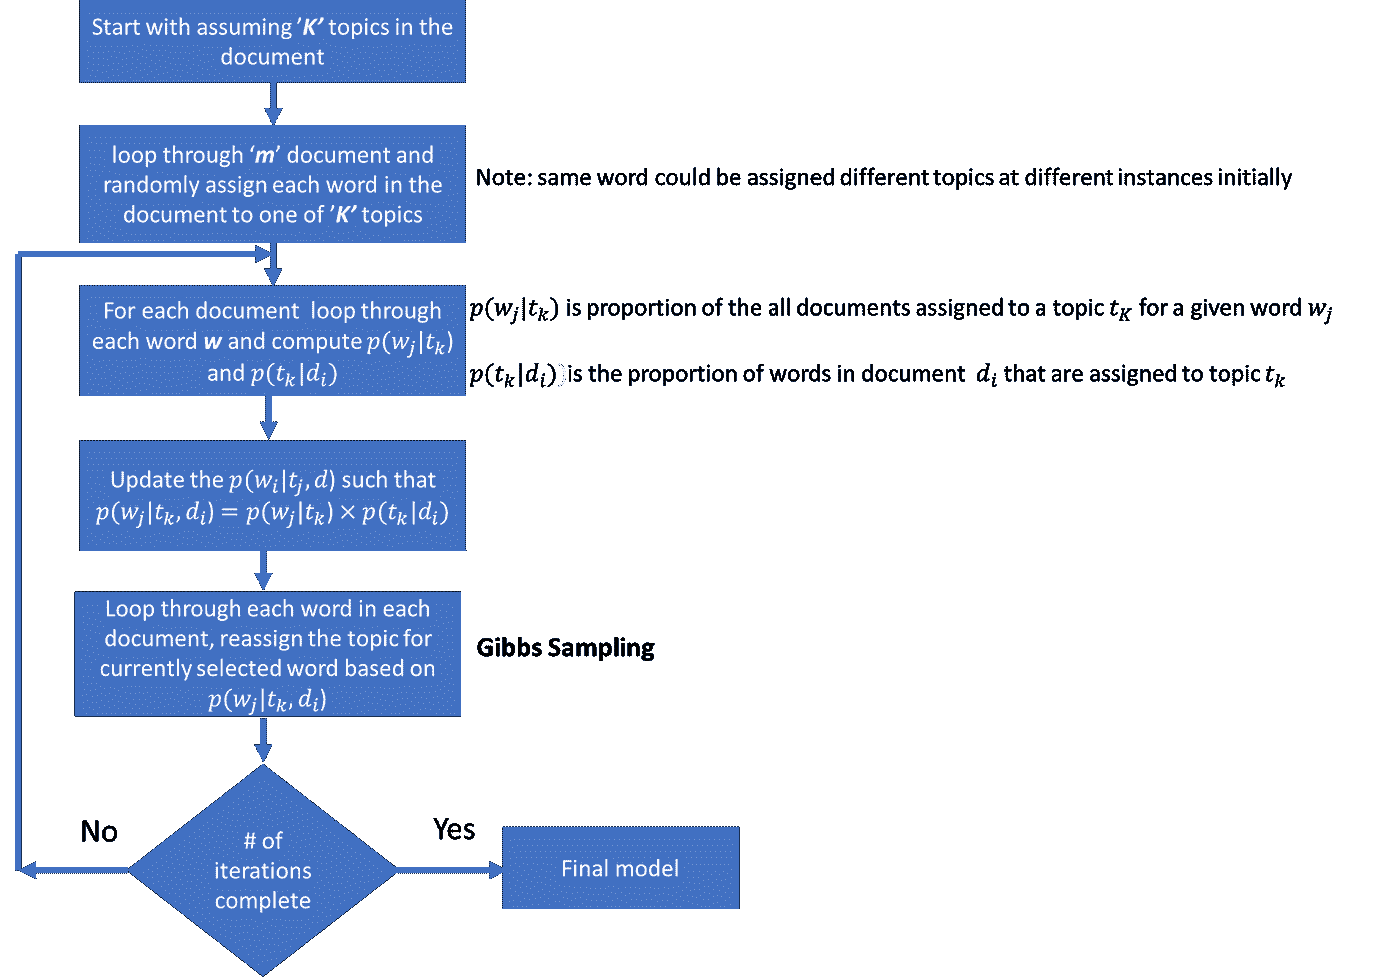 Start with assuming ’K’ topics in the
document
loop through ‘m’ document and
randomly assign each word in the
document to one of ’K’ topics
Note: same word could be assigned different topics at different instances initially
For each document loop through
each word w and compute p(w_j|t_k)
and p(t_k|d_i)
p(w_j|t_k) is proportion of the all documents assigned to a topic t_K for a given word w_j
p(t_k|d_i) is the proportion of words in document d_i that are assigned to topic t_k
Update the p(w_i|t_j, d) such that
p(w_j|t_k, d_i) = p(w_j|t_k) × p(t_k|d_i)
Loop through each word in each
document, reassign the topic for
currently selected word based on
p(w_j|t_k, d_i)
Gibbs Sampling
No
Yes
# of
iterations
complete
Final model